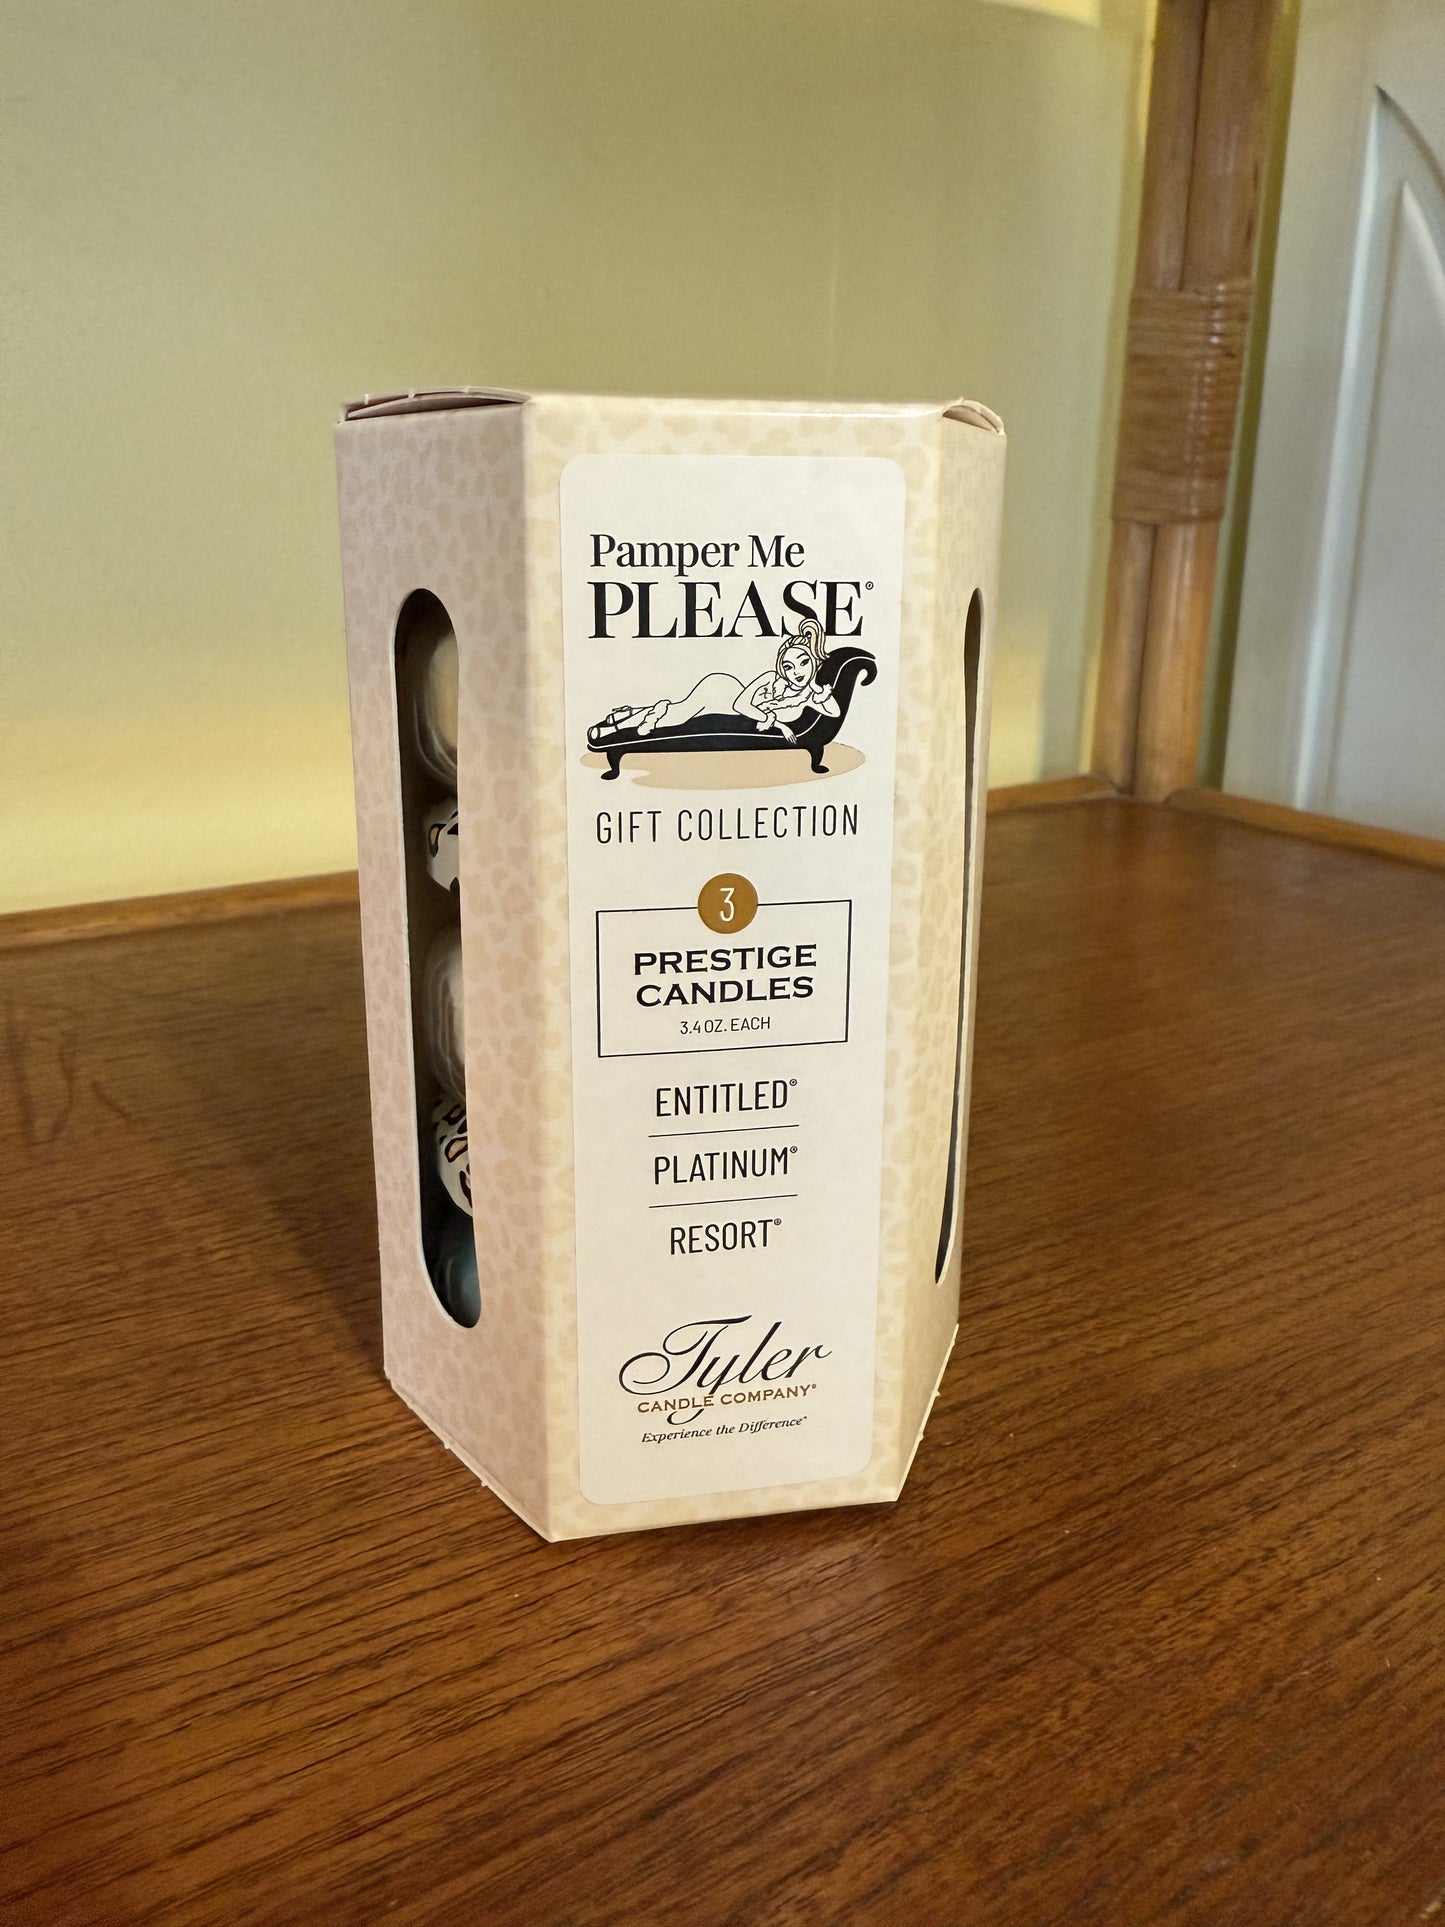 Pamper Me
PLEASE®
GIFT COLLECTION
3
PRESTIGE
CANDLES
3.4 OZ. EACH
ENTITLED®
PLATINUM®
RESORT®
Tyler
CANDLE COMPANY®
Experience the Difference®